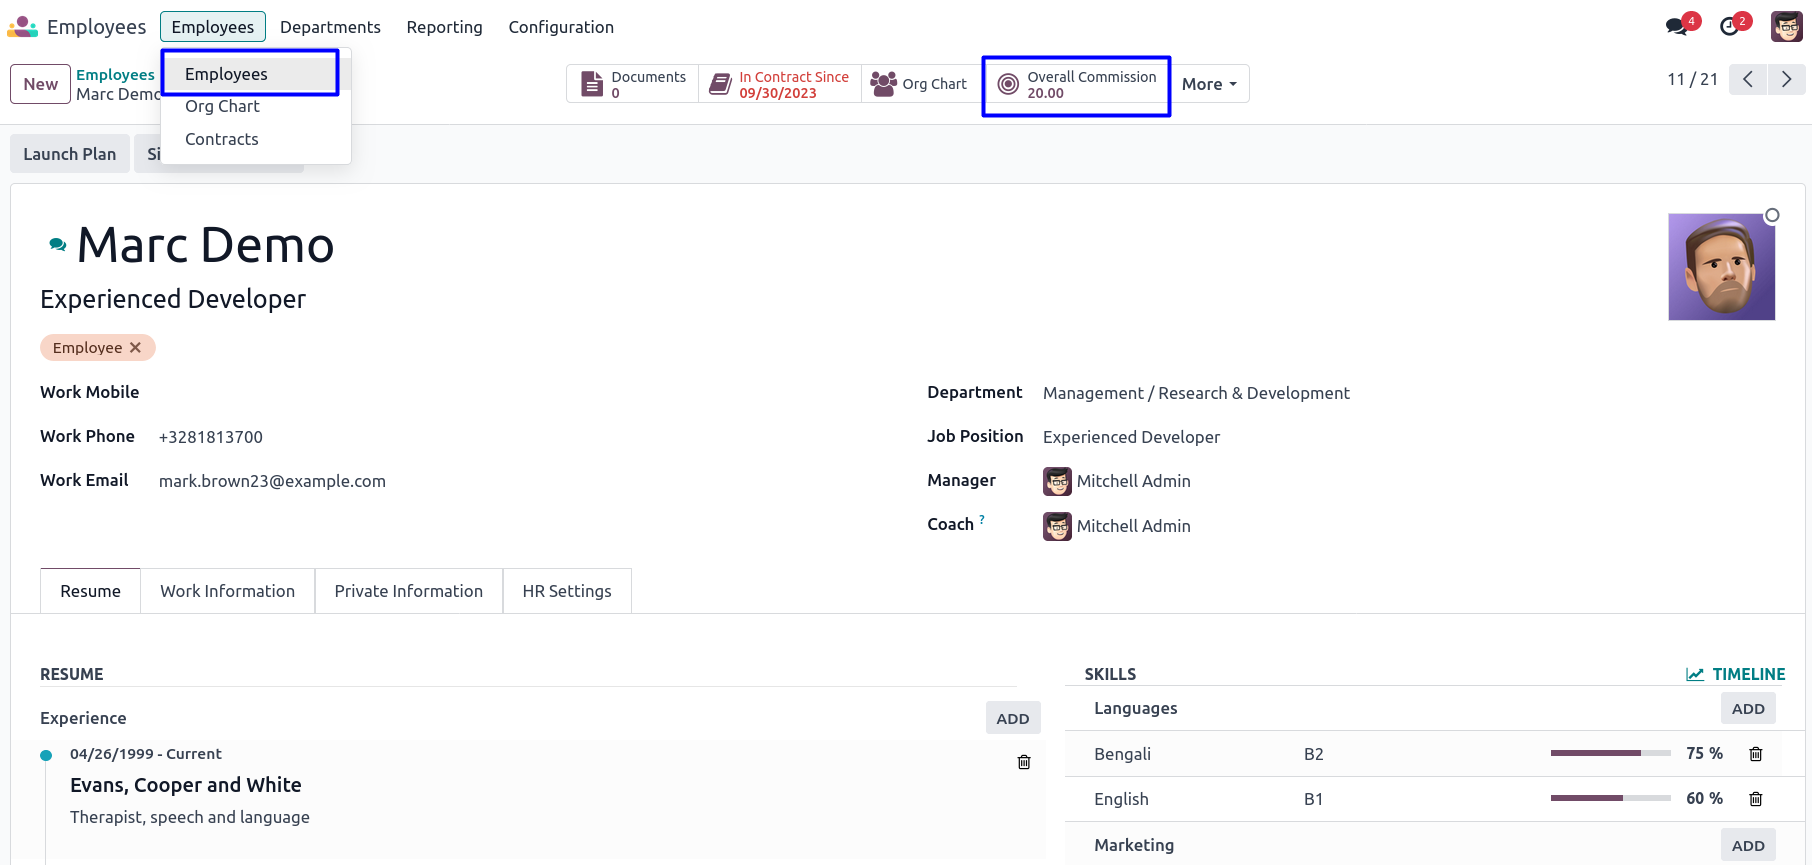 Employees
Employees
Departments
Reporting
Configuration
4
2
New
Employees
Marc Demo
Employees
Org Chart
Contracts
Documents
0
In Contract Since
09/30/2023
Org Chart
Overall Commission
20.00
More
11 / 21
Launch Plan
Marc Demo
Experienced Developer
Employee
Work Mobile
Work Phone +3281813700
Work Email mark.brown23@example.com
Department Management / Research & Development
Job Position Experienced Developer
Manager Mitchell Admin
Coach ? Mitchell Admin
Resume
Work Information
Private Information
HR Settings
RESUME
Experience ADD
04/26/1999 - Current
Evans, Cooper and White
Therapist, speech and language
SKILLS TIMELINE
Languages ADD
Bengali B2 75 %
English B1 60 %
Marketing ADD